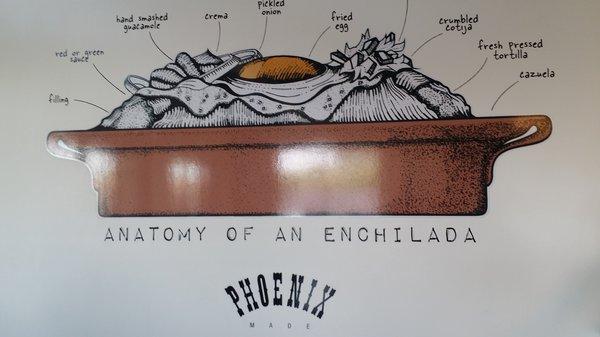 pickled
onion
hand smashed
guacamole
crema
fried
egg
crumbled
cotija
red or green
sauce
fresh pressed
tortilla
cazuela
filling
ANATOMY OF AN ENCHILADA
PHOENIX
MADE